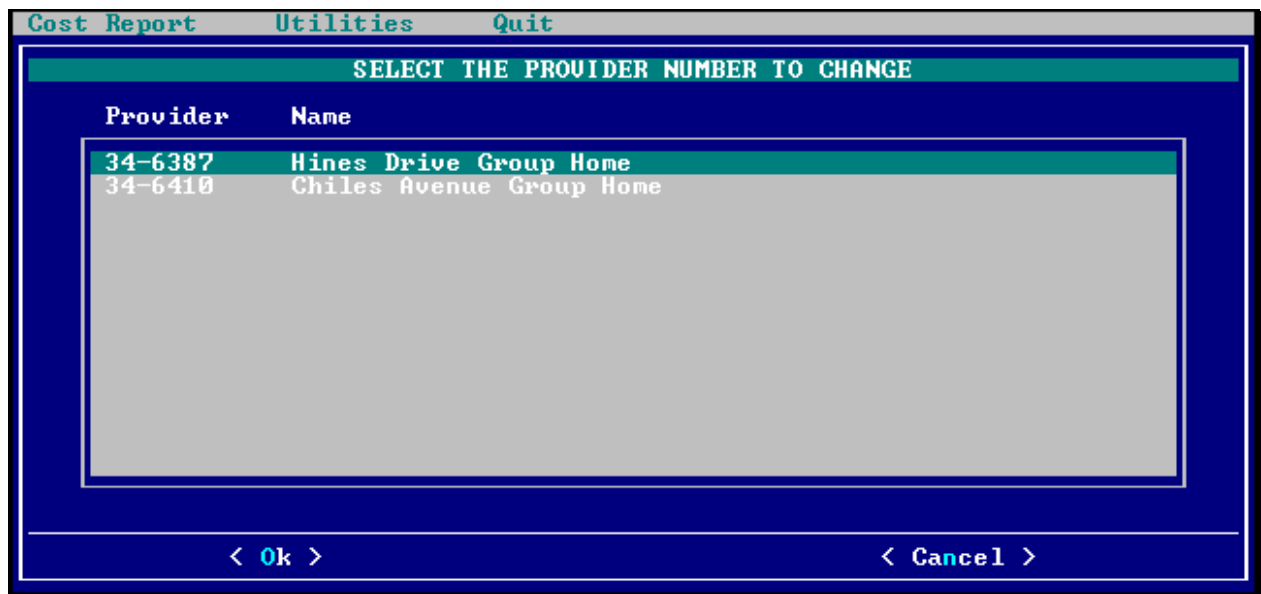 Cost Report Utilities Quit
SELECT THE PROVIDER NUMBER TO CHANGE
Provider Name
34-6387 Hines Drive Group Home
34-6410 Chiles Avenue Group Home
< Ok > < Cancel >